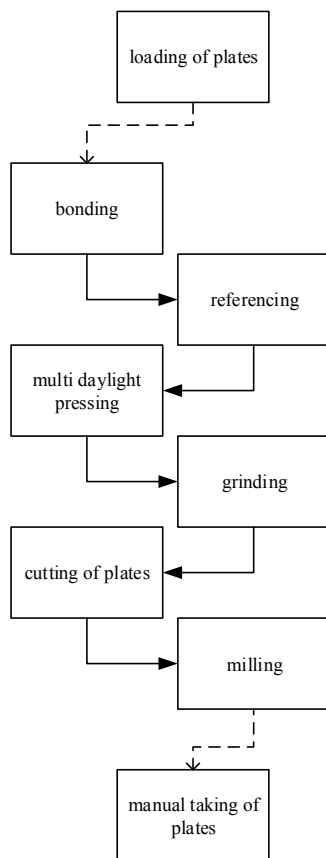 loading of plates
bonding
referencing
multi daylight
pressing
grinding
cutting of plates
milling
manual taking of
plates